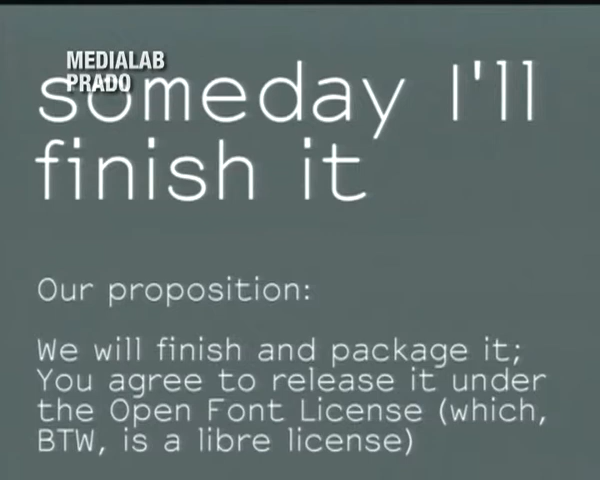 MEDIALAB
PRADO
someday I'll
finish it
Our proposition:
We will finish and package it;
You agree to release it under
the Open Font License (which,
BTW, is a libre license)